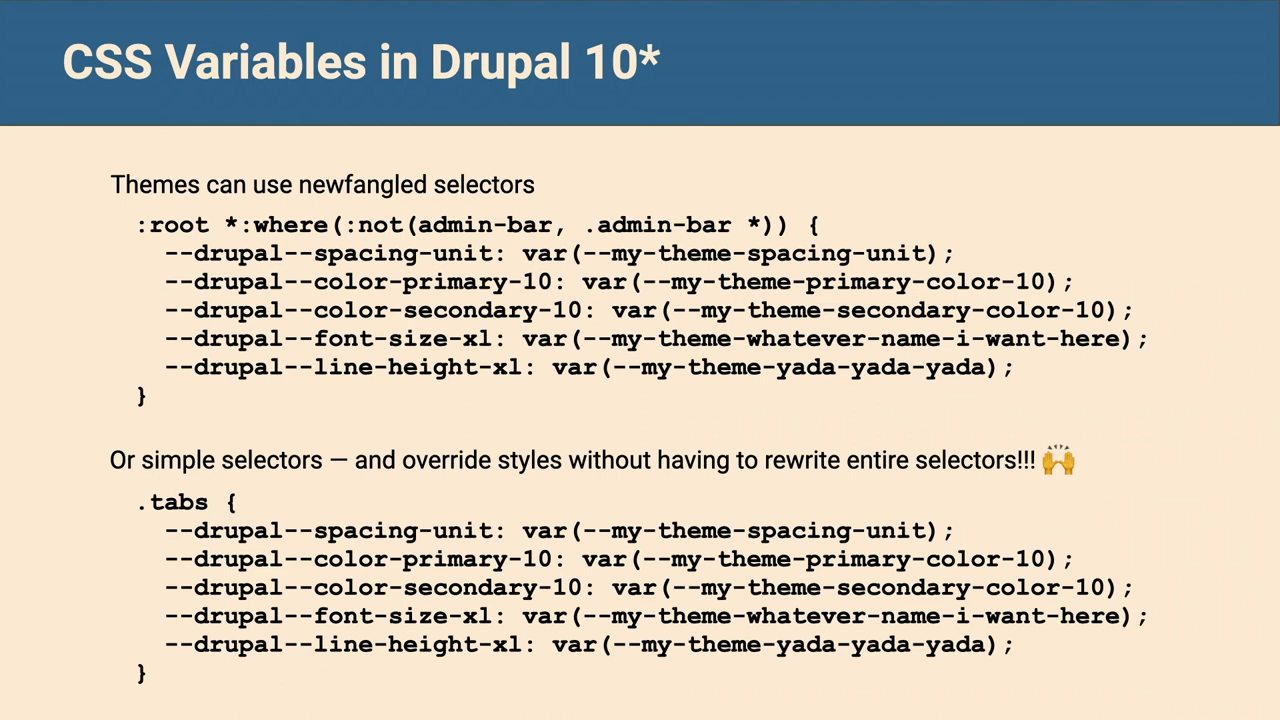 CSS Variables in Drupal 10*
Themes can use newfangled selectors
:root *:where(:not(admin-bar, .admin-bar *)) {
--drupal--spacing-unit: var(--my-theme-spacing-unit);
--drupal--color-primary-10: var(--my-theme-primary-color-10);
--drupal--color-secondary-10: var(--my-theme-secondary-color-10);
--drupal--font-size-xl: var(--my-theme-whatever-name-i-want-here);
--drupal--line-height-xl: var(--my-theme-yada-yada-yada);
}
Or simple selectors — and override styles without having to rewrite entire selectors!!! 🙌
.tabs {
--drupal--spacing-unit: var(--my-theme-spacing-unit);
--drupal--color-primary-10: var(--my-theme-primary-color-10);
--drupal--color-secondary-10: var(--my-theme-secondary-color-10);
--drupal--font-size-xl: var(--my-theme-whatever-name-i-want-here);
--drupal--line-height-xl: var(--my-theme-yada-yada-yada);
}